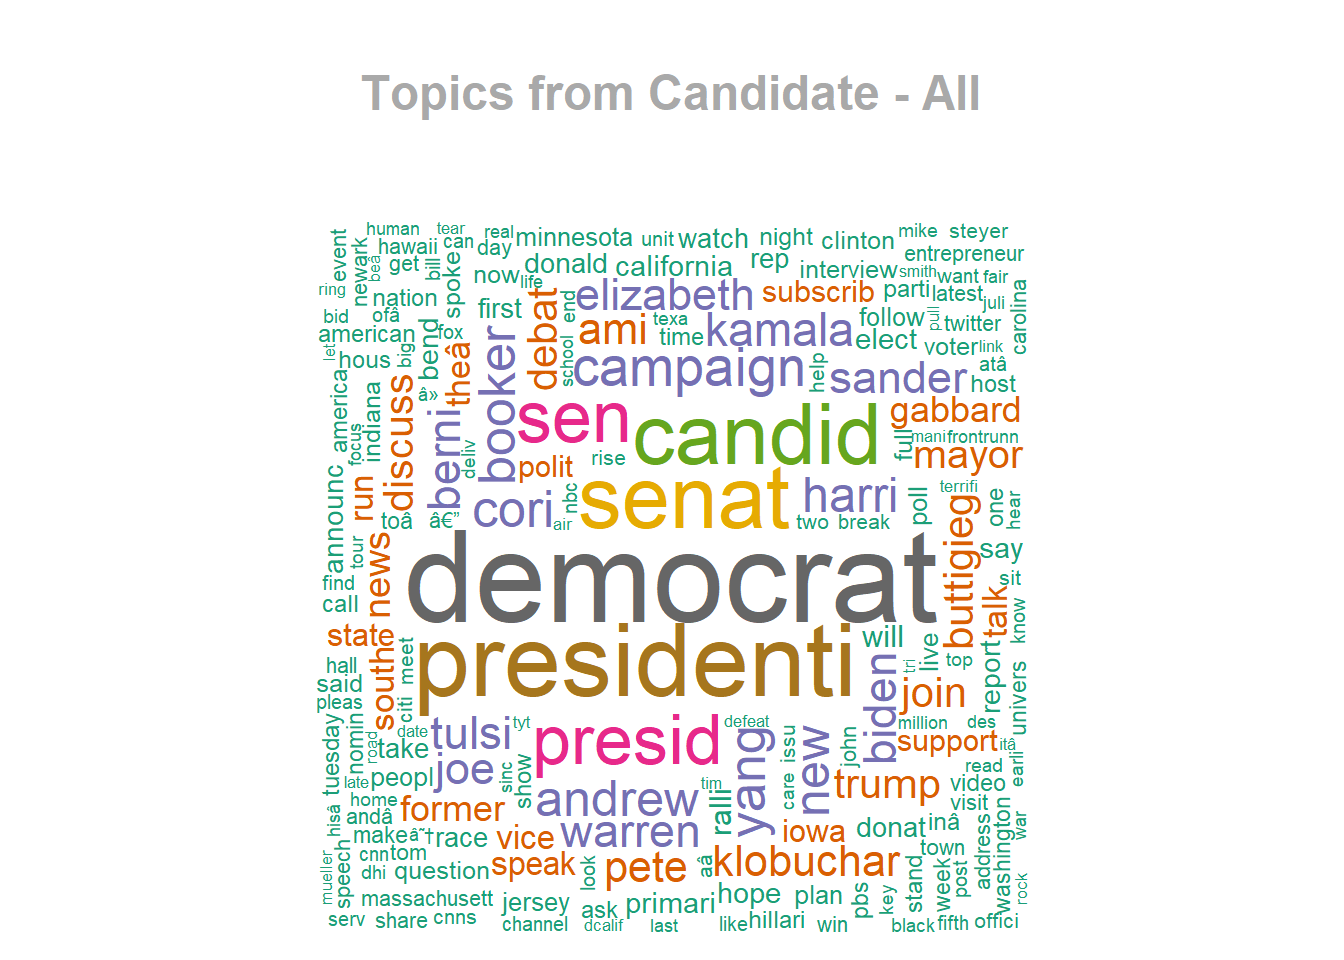 Topics from Candidate - All
human
tear
real
minnesota
unit
watch
night
clinton
mike
steyer
event
newark
hawaii
can
day
entrepreneur
beâ
get
bill
spoke
now
life
donald
california
rep
interview
smith
want
fair
ring
nation
first
debat
end
elizabeth
subscrib
parti
latest
juli
carolina
bid
ofâ
american
fox
bend
theâ
booker
ami
texa
time
kamala
follow
elect
pull
twitter
voter
link
let
hous
big
school
campaign
help
sander
atâ
host
america
indiana
discuss
â»
berni
sen
candid
gabbard
full
mani
frontrunn
mayor
focus
deliv
polit
rise
announc
run
cori
nbc
senat
harri
poll
terrifi
one
hear
toâ
â€”
air
two
break
tour
news
democrat
buttigieg
talk
say
sit
find
call
know
state
southe
presidenti
will
live
tri
top
report
univers
hall
meet
said
pleas
citi
biden
join
tuesday
nomin
road
date
tulsi
tyt
presid
defeat
yang
issu
new
john
million
des
support
itâ
take
joe
sinc
show
read
earli
late
peopl
andrew
tim
care
trump
video
visit
home
former
ralli
hisâ
andâ
make
â˜†
race
vice
warren
iowa
donat
inâ
war
mueller
speech
cnn
tom
dhi
question
speak
look
pete
aâ
klobuchar
town
address
washington
massachusett
jersey
ask
primari
hope
plan
pbs
key
stand
week
post
rock
serv
share
cnns
channel
dcalif
last
like
hillari
win
black
fifth
offici